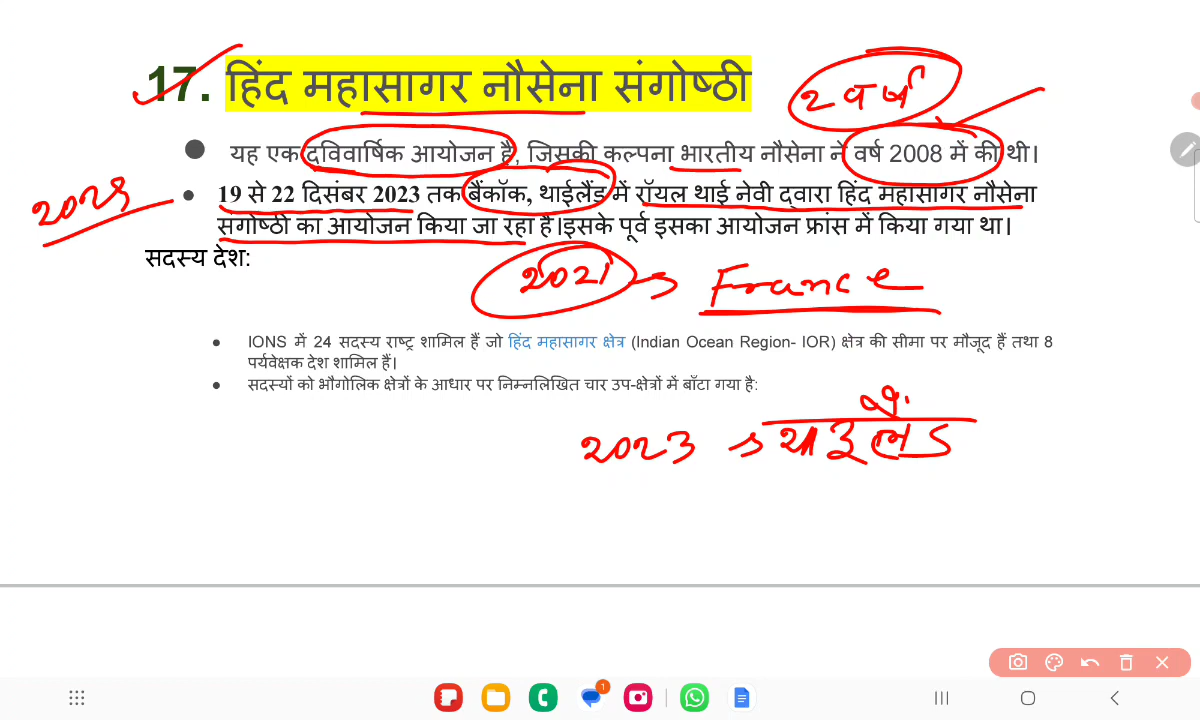 17. हिंद महासागर नौसेना संगोष्ठी
2 वर्ष
यह एक दविवार्षिक आयोजन है, जिसकी कल्पना भारतीय नौसेना ने वर्ष 2008 में की थी।
19 से 22 दिसंबर 2023 तक बैंकॉक, थाईलैंड में रॉयल थाई नेवी द्वारा हिंद महासागर नौसेना
संगोष्ठी का आयोजन किया जा रहा है।इसके पूर्व इसका आयोजन फ्रांस में किया गया था।
सदस्य देश:
2021 → France
IONS में 24 सदस्य राष्ट्र शामिल हैं जो हिंद महासागर क्षेत्र (Indian Ocean Region- IOR) क्षेत्र की सीमा पर मौजूद हैं तथा 8
पर्यवेक्षक देश शामिल हैं।
सदस्यों को भौगोलिक क्षेत्रों के आधार पर निम्नलिखित चार उप-क्षेत्रों में बाँटा गया है:
2023 → थाईलैंड
1